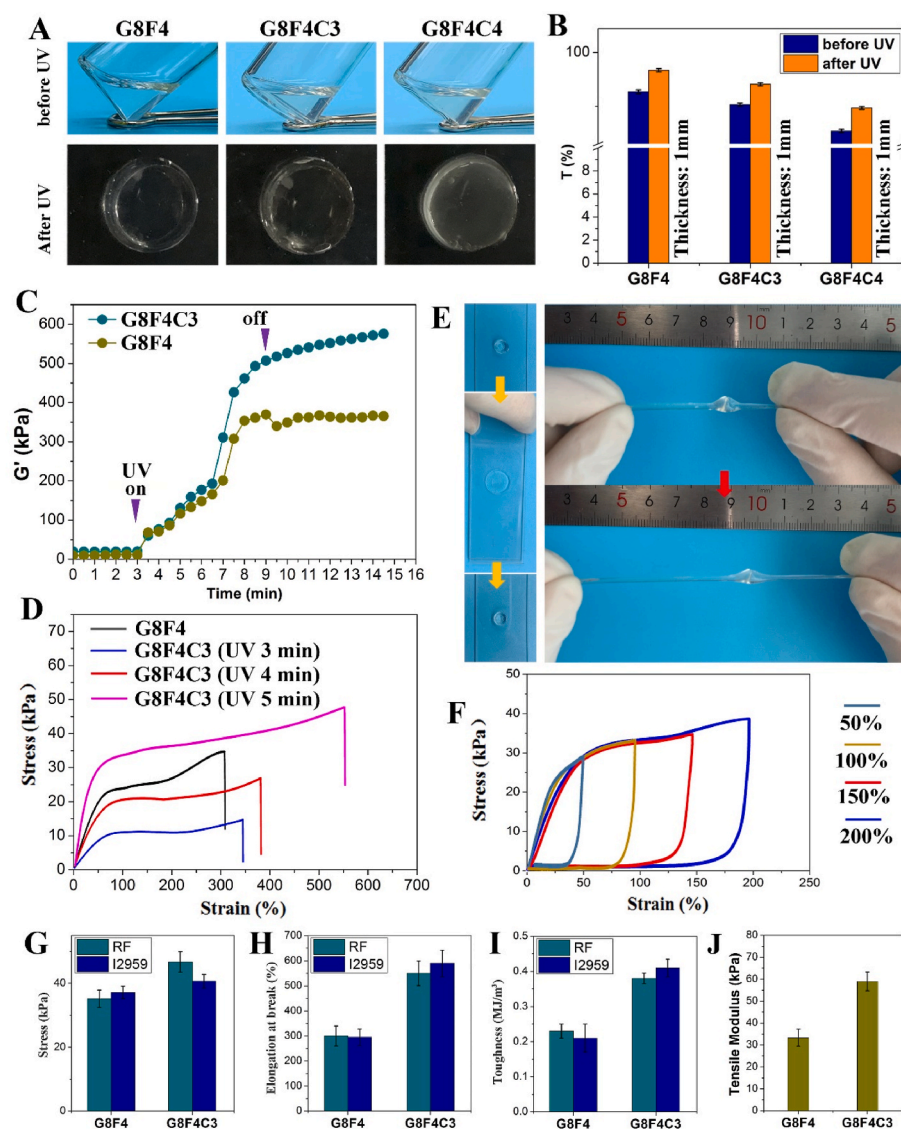 A
G8F4
G8F4C3
G8F4C4
before UV
After UV
B
100
8
6
4
2
0
T (%)
before UV
after UV
Thickness: 1mm
Thickness: 1mm
Thickness: 1mm
G8F4
G8F4C3
G8F4C4
C
600
500
400
300
200
100
0
G' (kPa)
G8F4C3
G8F4
UV
on
off
0 1 2 3 4 5 6 7 8 9 10 11 12 13 14 15 16
Time (min)
E
3 4 5 6 7 8 9 10 1 2 3 4 5
3 4 5 6 7 8 9 10 1 2 3 4 5
D
70
60
50
40
30
20
10
0
Stress (kPa)
G8F4
G8F4C3 (UV 3 min)
G8F4C3 (UV 4 min)
G8F4C3 (UV 5 min)
0 100 200 300 400 500 600 700
Strain (%)
F
50
40
30
20
10
0
Stress (kPa)
0 50 100 150 200 250
Strain (%)
50%
100%
150%
200%
G
RF
I2959
40
20
0
Stress (kPa)
G8F4
G8F4C3
H
RF
I2959
700
600
500
400
300
200
100
0
Elongation at break (%)
G8F4
G8F4C3
I
RF
I2959
0.5
0.4
0.3
0.2
0.1
0.0
Toughness (MJ/m³)
G8F4
G8F4C3
J
80
70
60
50
40
30
20
10
0
Tensile Modulus (kPa)
G8F4
G8F4C3